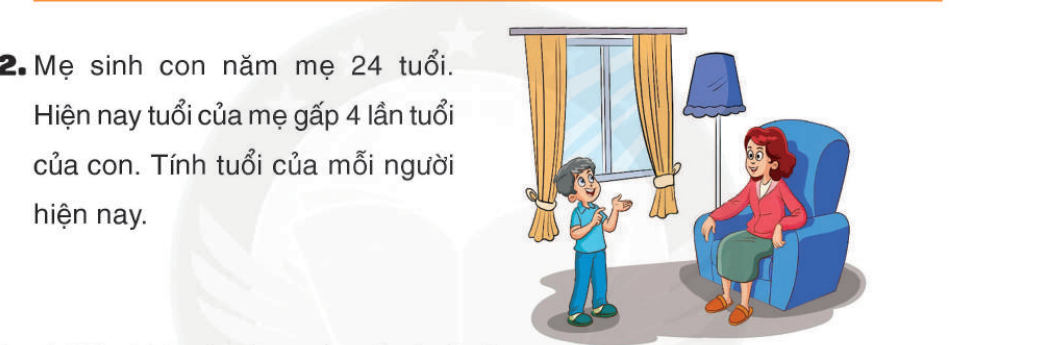 2. Mẹ sinh con năm mẹ 24 tuổi.
Hiện nay tuổi của mẹ gấp 4 lần tuổi
của con. Tính tuổi của mỗi người
hiện nay.